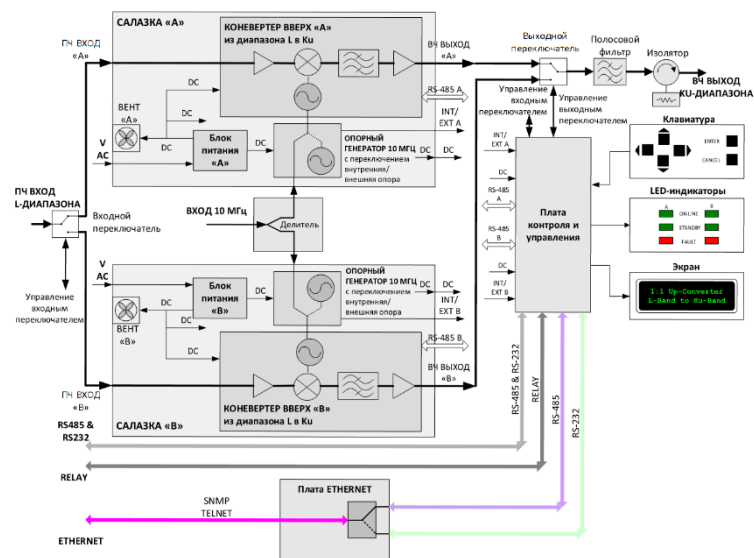 САЛАЗКА «А»
КОНЕВЕРТЕР ВВЕРХ «А»
из диапазона L в Ku
ПЧ ВХОД
«А»
ВЧ ВЫХОД
«А»
Выходной
переключатель
Полосовой
фильтр
Изолятор
ВЧ ВЫХОД
KU-ДИАПАЗОНА
RS-485 A
Управление
входным
переключателем
Управление
выходным
переключателем
DC
DC
DC
ВЕНТ
«А»
V
AC
Блок
питания
«А»
DC
ОПОРНЫЙ
ГЕНЕРАТОР 10 МГЦ
с переключением
внутренняя/
внешняя опора
INT/
EXT A
DC
DC
ПЧ ВХОД
L-ДИАПАЗОНА
Входной
переключатель
Управление
входным
переключателем
ВХОД 10 МГц
Делитель
INT/
EXT A
DC
RS-485
A
RS-485
B
DC
INT/
EXT B
Плата
контроля и
управления
Клавиатура
ENTER
CANCEL
LED-индикаторы
A
B
ONLINE
STANDBY
FAULT
Экран
1:1 Up-Converter
L-Band to Ku-Band
V
AC
Блок
питания
«В»
DC
ОПОРНЫЙ
ГЕНЕРАТОР 10 МГЦ
с переключением
внутренняя/
внешняя опора
DC
DC
INT/
EXT B
ВЕНТ
«В»
DC
DC
DC
RS-485 B
ПЧ ВХОД
«В»
ВЧ ВЫХОД
«В»
КОНЕВЕРТЕР ВВЕРХ «В»
из диапазона L в Ku
САЛАЗКА «В»
RS485 &
RS232
RS-485 & RS-232
RELAY
RS-485
RS-232
RELAY
Плата ETHERNET
SNMP
TELNET
ETHERNET